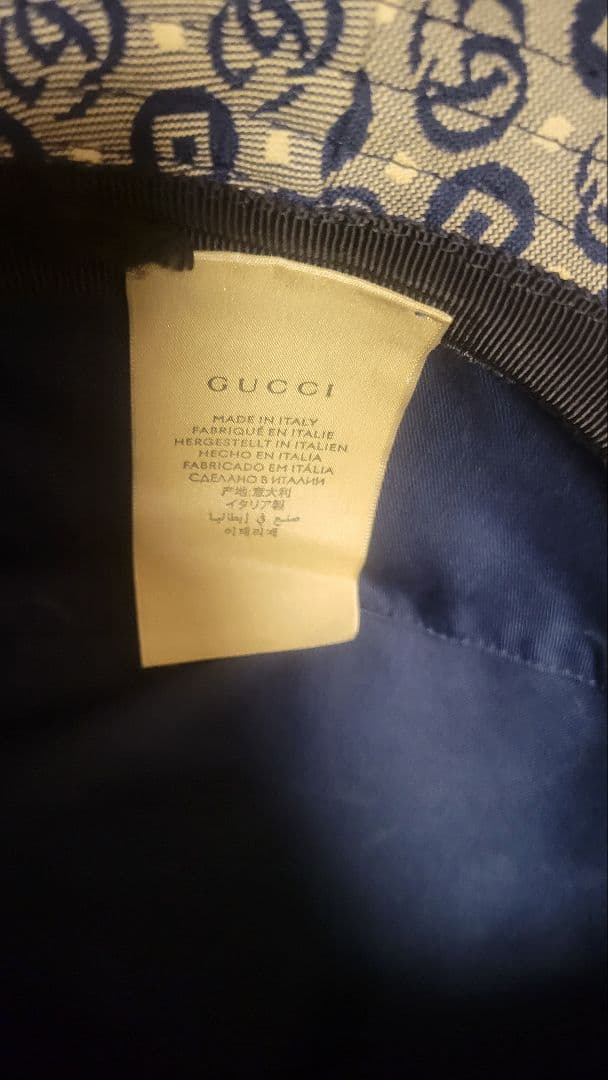 GUCCI
MADE IN ITALY
FABRIQUÉ EN ITALIE
HERGESTELLT IN ITALIEN
HECHO EN ITALIA
FABRICADO EM ITÁLIA
СДЕЛАНО В ИТАЛИИ
产地:意大利
イタリア製
صنع في إيطاليا
이태리제